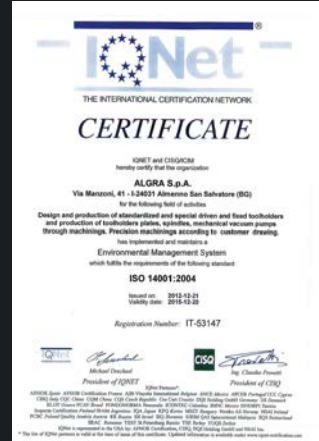 IQNet
®
THE INTERNATIONAL CERTIFICATION NETWORK
CERTIFICATE
IQNET and CISQ/ICIM
hereby certify that the organization
ALGRA S.p.A.
Via Manzoni, 41 - I-24031 Almenno San Salvatore (BG)
for the following field of activities
Design and production of standardized and special driven and fixed toolholders
and production of toolholders plates, spindles, mechanical vacuum pumps
through machinings. Precision machinings according to customer drawing.
has implemented and maintains a
Environmental Management System
which fulfills the requirements of the following standard
ISO 14001:2004
Issued on: 2012-12-21
Validity date: 2015-12-20
Registration Number: IT-53147
IQNet
CISQ
Michael Drechsel
President of IQNET
Ing. Claudio Provetti
President of CISQ
IQNet Partners*: